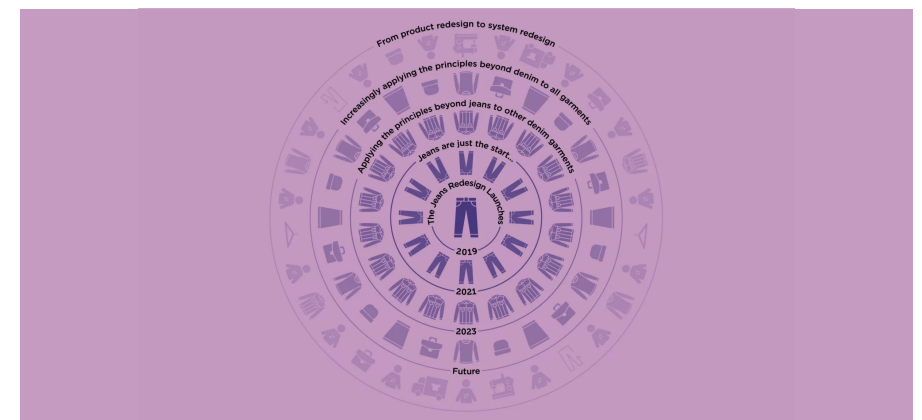 From product redesign to system redesign
Increasingly applying the principles beyond denim to all garments
Applying the principles beyond jeans to other denim garments
Jeans are just the start...
The Jeans Redesign Launches
2019
2021
2023
Future